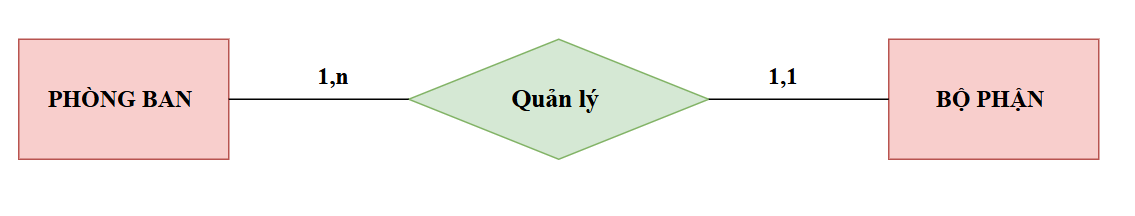 PHÒNG BAN
1,n
Quản lý
1,1
BỘ PHẬN